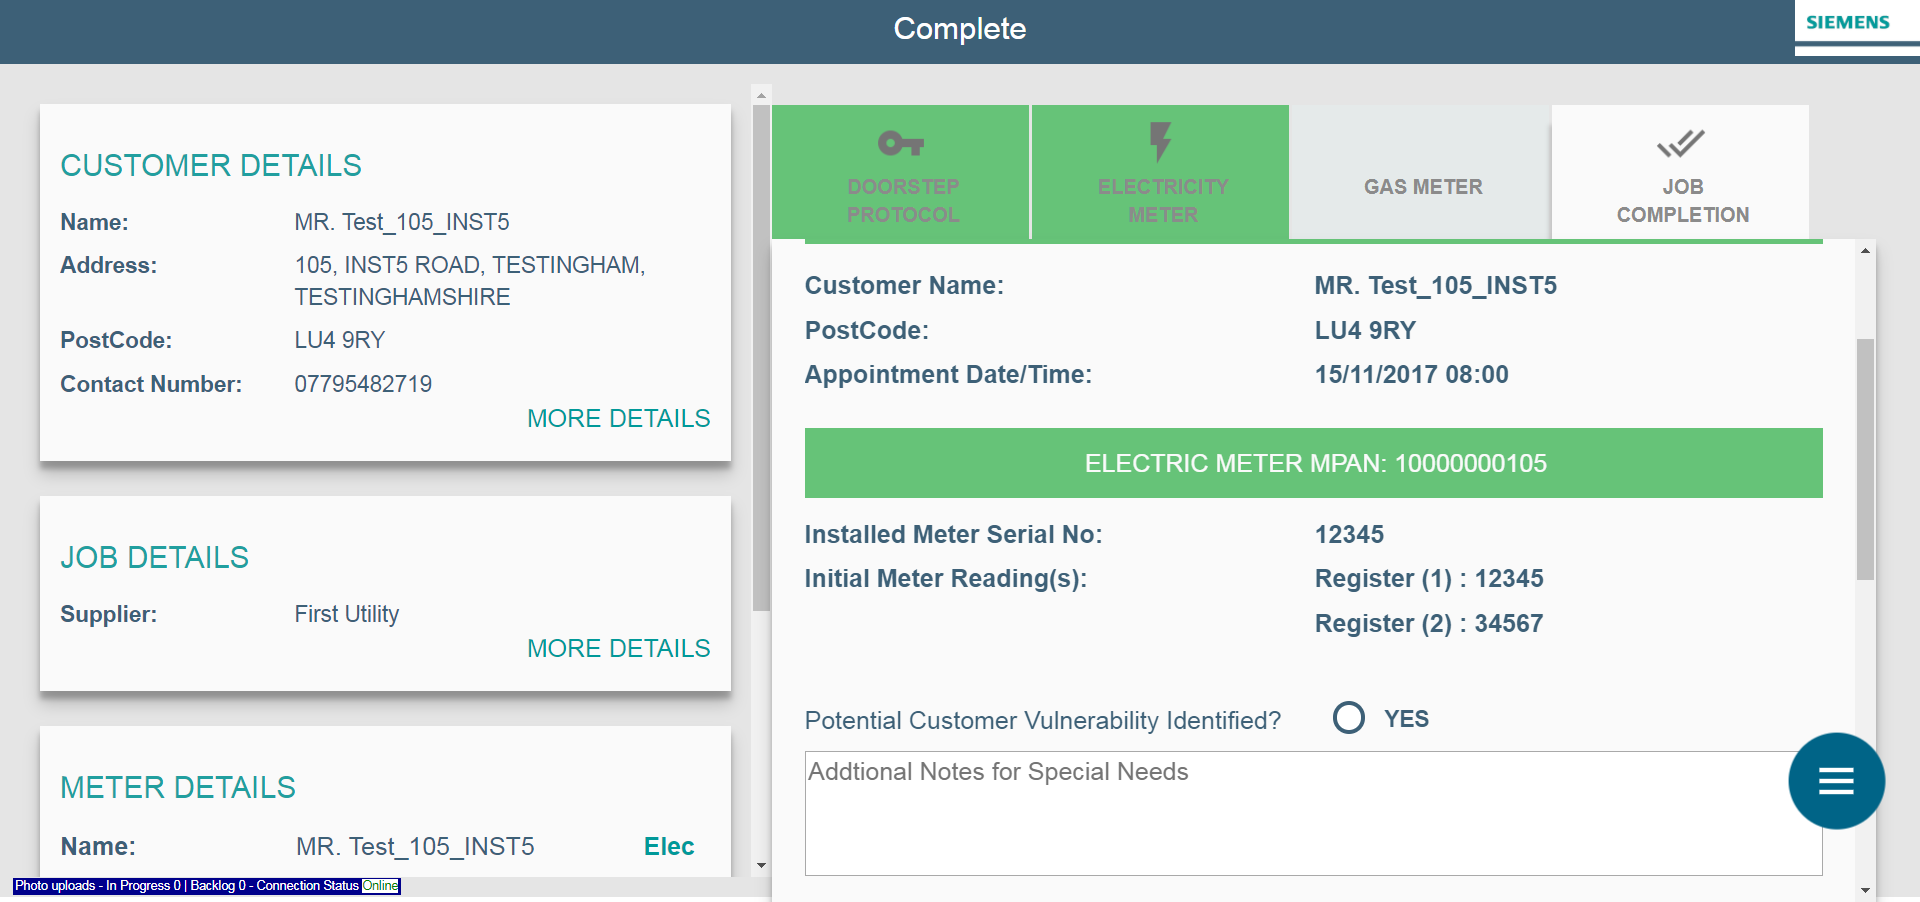 Complete
SIEMENS
CUSTOMER DETAILS
Name: MR. Test_105_INST5
Address: 105, INST5 ROAD, TESTINGHAM,
TESTINGHAMSHIRE
PostCode: LU4 9RY
Contact Number: 07795482719
MORE DETAILS
JOB DETAILS
Supplier: First Utility
MORE DETAILS
METER DETAILS
Name: MR. Test_105_INST5 Elec
Photo uploads - In Progress 0 | Backlog 0 - Connection Status Online
DOORSTEP
PROTOCOL
ELECTRICITY
METER
GAS METER
JOB
COMPLETION
Customer Name: MR. Test_105_INST5
PostCode: LU4 9RY
Appointment Date/Time: 15/11/2017 08:00
ELECTRIC METER MPAN: 10000000105
Installed Meter Serial No: 12345
Initial Meter Reading(s): Register (1) : 12345
Register (2) : 34567
Potential Customer Vulnerability Identified? YES
Addtional Notes for Special Needs